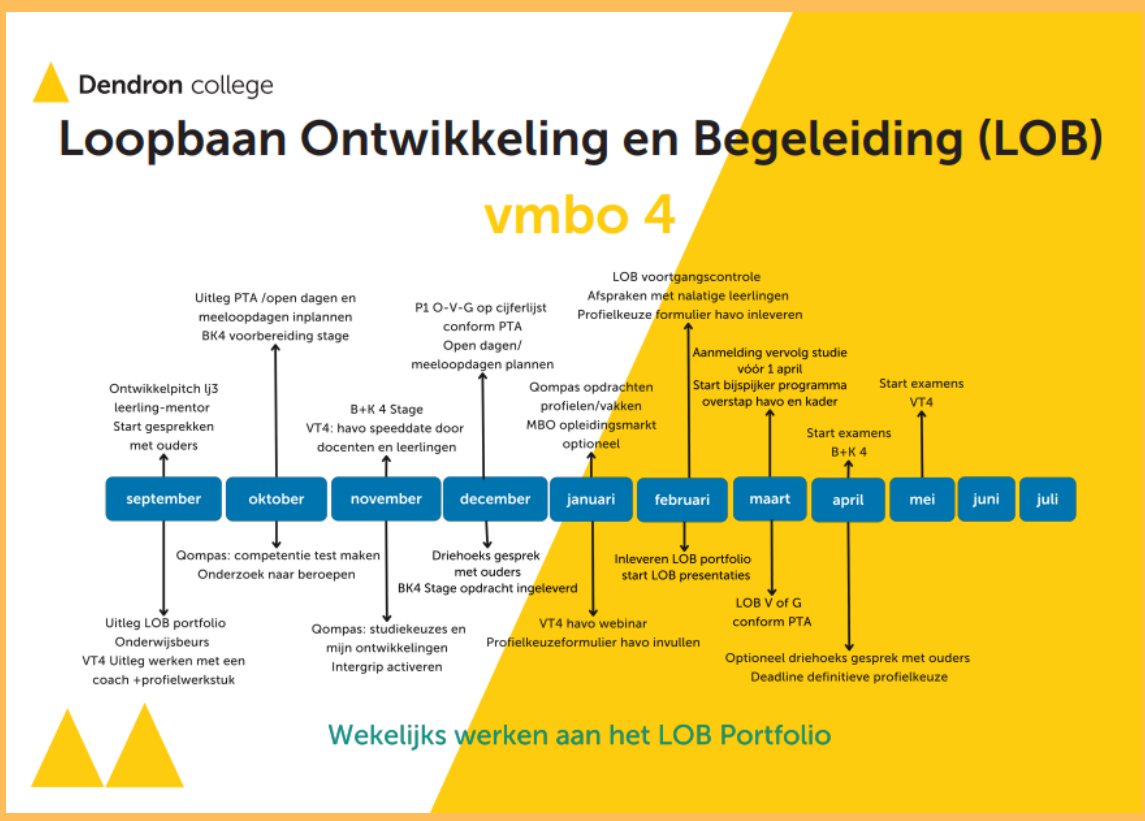 Dendron college
Loopbaan Ontwikkeling en Begeleiding (LOB)
vmbo 4
Ontwikkelpitch lj3
leerling-mentor
Start gesprekken
met ouders
Uitleg PTA /open dagen en
meeloopdagen inplannen
BK4 voorbereiding stage
B+K 4 Stage
VT4: havo speeddate door
docenten en leerlingen
P1 O-V-G op cijferlijst
conform PTA
Open dagen/
meeloopdagen plannen
Qompas opdrachten
profielen/vakken
MBO opleidingsmarkt
optioneel
LOB voortgangscontrole
Afspraken met nalatige leerlingen
Profielkeuze formulier havo inleveren
Aanmelding vervolg studie
vóór 1 april
Start bijspijker programma
overstap havo en kader
Start examens
B+K 4
Start examens
VT4
september
oktober
november
december
januari
februari
maart
april
mei
juni
juli
Uitleg LOB portfolio
Onderwijsbeurs
VT4 Uitleg werken met een
coach +profielwerkstuk
Qompas: competentie test maken
Onderzoek naar beroepen
Qompas: studiekeuzes en
mijn ontwikkelingen
Intergrip activeren
Driehoeks gesprek
met ouders
BK4 Stage opdracht ingeleverd
VT4 havo webinar
Profielkeuzeformulier havo invullen
Inleveren LOB portfolio
start LOB presentaties
LOB V of G
conform PTA
Optioneel driehoeks gesprek met ouders
Deadline definitieve profielkeuze
Wekelijks werken aan het LOB Portfolio